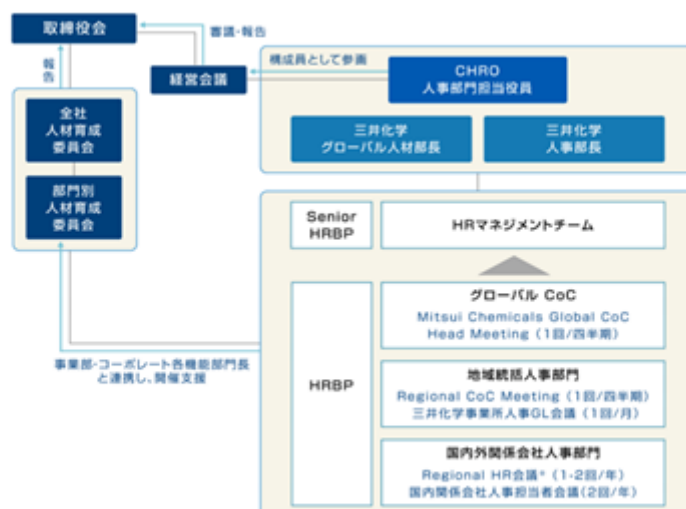 取締役会
審議・報告
報告
経営会議
構成員として参画
CHRO
人事部門担当役員
三井化学
グローバル人材部長
三井化学
人事部長
全社
人材育成
委員会
部門別
人材育成
委員会
事業部・コーポレート各機能部門長
と連携し、開催支援
Senior
HRBP
HRマネジメントチーム
HRBP
グローバル CoC
Mitsui Chemicals Global CoC
Head Meeting（1回/四半期）
地域統括人事部門
Regional CoC Meeting（1回/四半期）
三井化学事業所人事GL会議（1回/月）
国内外関係会社人事部門
Regional HR会議*（1-2回/年）
国内関係会社人事担当者会議（2回/年）